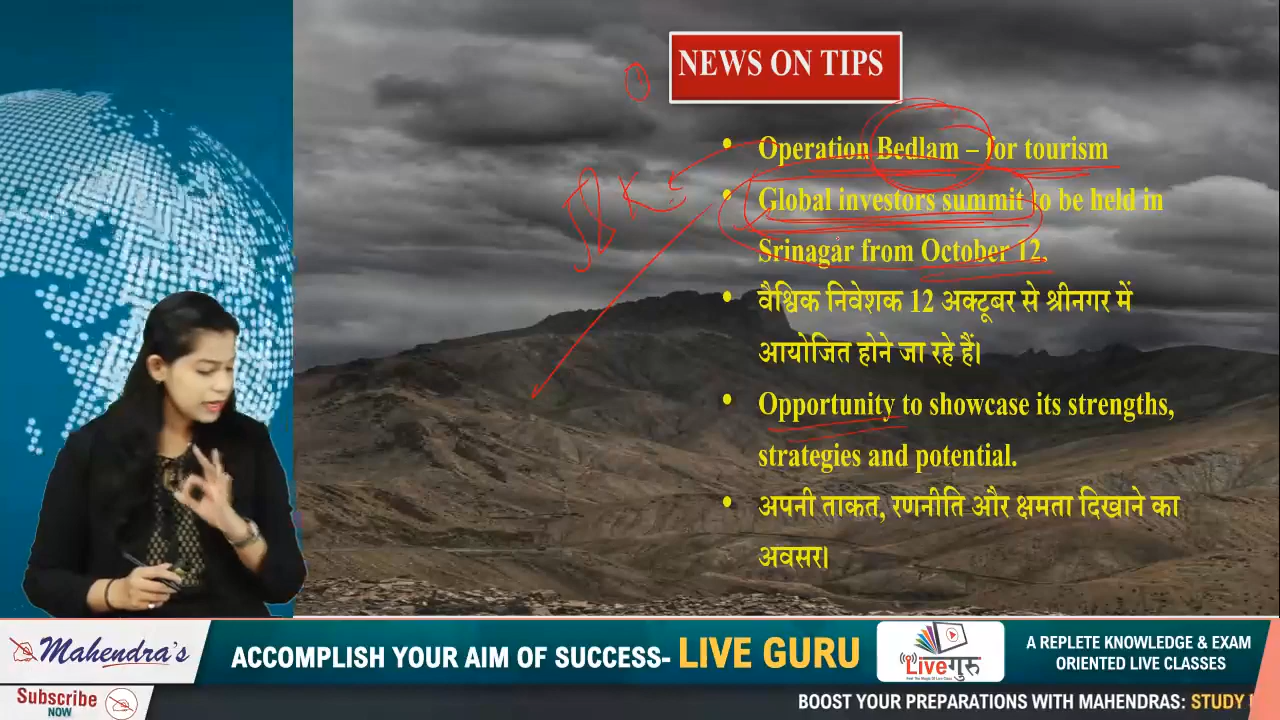 NEWS ON TIPS
Operation Bedlam – for tourism
Global investors summit to be held in
Srinagar from October 12.
वैश्विक निवेशक 12 अक्टूबर से श्रीनगर में
आयोजित होने जा रहे हैं।
Opportunity to showcase its strengths,
strategies and potential.
अपनी ताकत, रणनीति और क्षमता दिखाने का
अवसर।
Mahendra's
ACCOMPLISH YOUR AIM OF SUCCESS- LIVE GURU
Liveगुरु
A REPLETE KNOWLEDGE & EXAM
ORIENTED LIVE CLASSES
Subscribe
NOW
BOOST YOUR PREPARATIONS WITH MAHENDRAS: STUDY